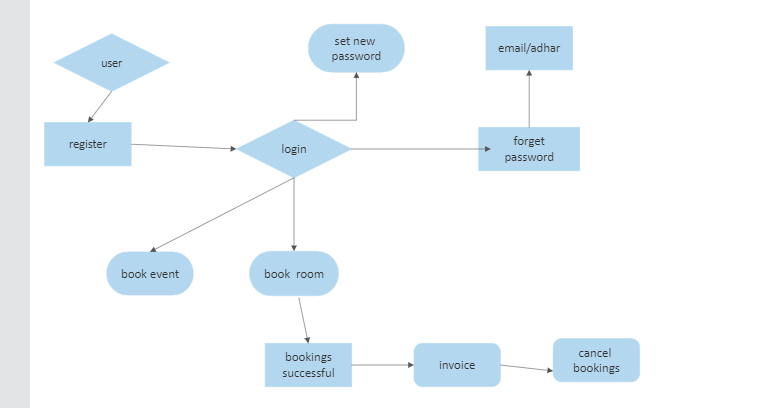 set new
password
email/adhar
user
register
login
forget
password
book event
book room
bookings
successful
invoice
cancel
bookings